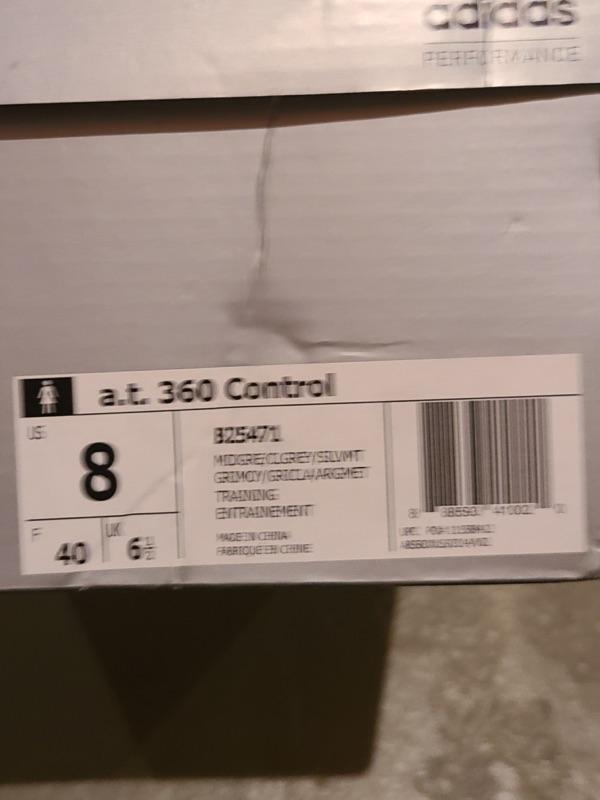 adidas
PERFORMANCE
a.t. 360 Control
US
8
F
40
UK
6½
B25471
MIDGRE/CLGREY/SILVMT
GRIMOY/GRICLA/ARGMET
TRAINING
ENTRAINEMENT
MADE IN CHINA
FABRIQUE EN CHINE